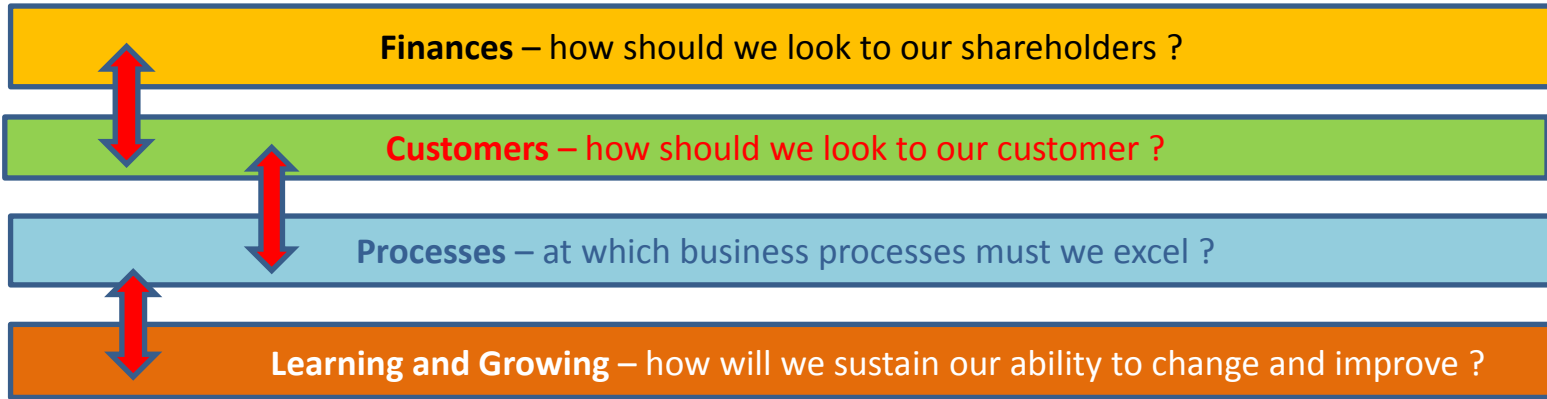 Finances – how should we look to our shareholders ?
Customers – how should we look to our customer ?
Processes – at which business processes must we excel ?
Learning and Growing – how will we sustain our ability to change and improve ?